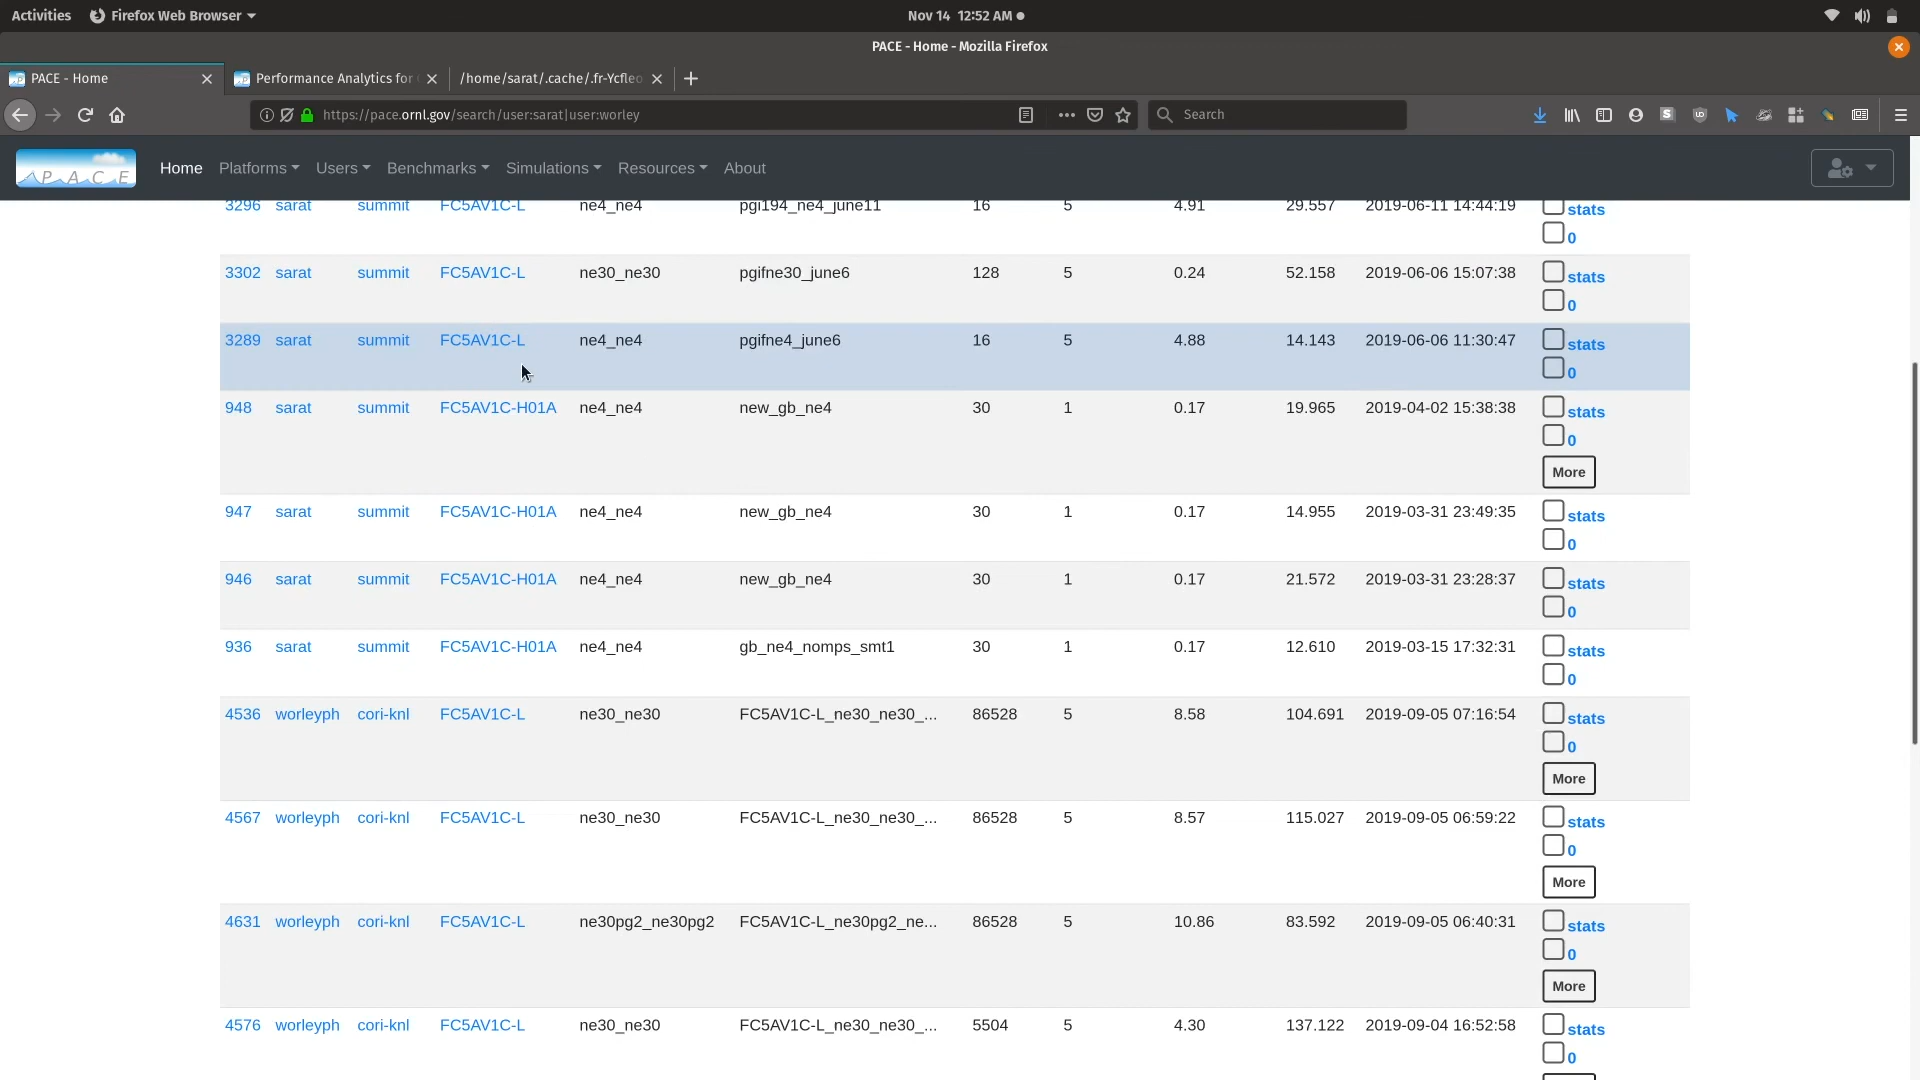 Activities Firefox Web Browser Nov 14 12:52 AM
PACE - Home - Mozilla Firefox
PACE - Home Performance Analytics for /home/sarat/.cache/.fr-Ycfleo
https://pace.ornl.gov/search/user:sarat|user:worley Search
PACE Home Platforms Users Benchmarks Simulations Resources About
3296 sarat summit FC5AV1C-L ne4_ne4 pgi194_ne4_june11 16 5 4.91 29.557 2019-06-11 14:44:19 stats
0
3302 sarat summit FC5AV1C-L ne30_ne30 pgifne30_june6 128 5 0.24 52.158 2019-06-06 15:07:38 stats
0
3289 sarat summit FC5AV1C-L ne4_ne4 pgifne4_june6 16 5 4.88 14.143 2019-06-06 11:30:47 stats
0
948 sarat summit FC5AV1C-H01A ne4_ne4 new_gb_ne4 30 1 0.17 19.965 2019-04-02 15:38:38 stats
0
More
947 sarat summit FC5AV1C-H01A ne4_ne4 new_gb_ne4 30 1 0.17 14.955 2019-03-31 23:49:35 stats
0
946 sarat summit FC5AV1C-H01A ne4_ne4 new_gb_ne4 30 1 0.17 21.572 2019-03-31 23:28:37 stats
0
936 sarat summit FC5AV1C-H01A ne4_ne4 gb_ne4_nomps_smt1 30 1 0.17 12.610 2019-03-15 17:32:31 stats
0
4536 worleyph cori-knl FC5AV1C-L ne30_ne30 FC5AV1C-L_ne30_ne30_... 86528 5 8.58 104.691 2019-09-05 07:16:54 stats
0
More
4567 worleyph cori-knl FC5AV1C-L ne30_ne30 FC5AV1C-L_ne30_ne30_... 86528 5 8.57 115.027 2019-09-05 06:59:22 stats
0
More
4631 worleyph cori-knl FC5AV1C-L ne30pg2_ne30pg2 FC5AV1C-L_ne30pg2_ne... 86528 5 10.86 83.592 2019-09-05 06:40:31 stats
0
More
4576 worleyph cori-knl FC5AV1C-L ne30_ne30 FC5AV1C-L_ne30_ne30_... 5504 5 4.30 137.122 2019-09-04 16:52:58 stats
0